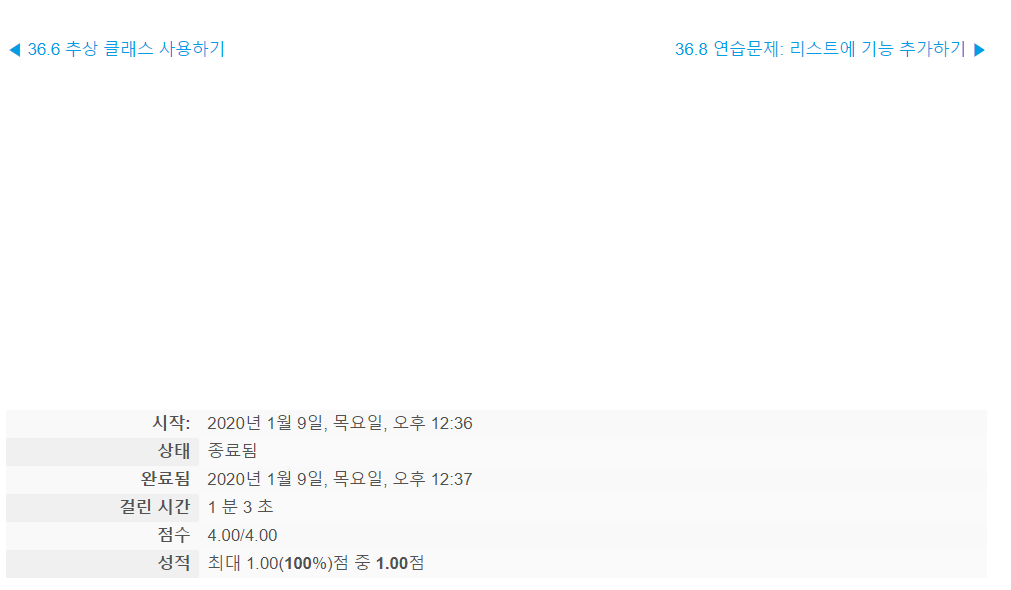 ◀ 36.6 추상 클래스 사용하기
36.8 연습문제: 리스트에 기능 추가하기 ▶
시작: 2020년 1월 9일, 목요일, 오후 12:36
상태 종료됨
완료됨 2020년 1월 9일, 목요일, 오후 12:37
걸린 시간 1 분 3 초
점수 4.00/4.00
성적 최대 1.00(100%)점 중 1.00점